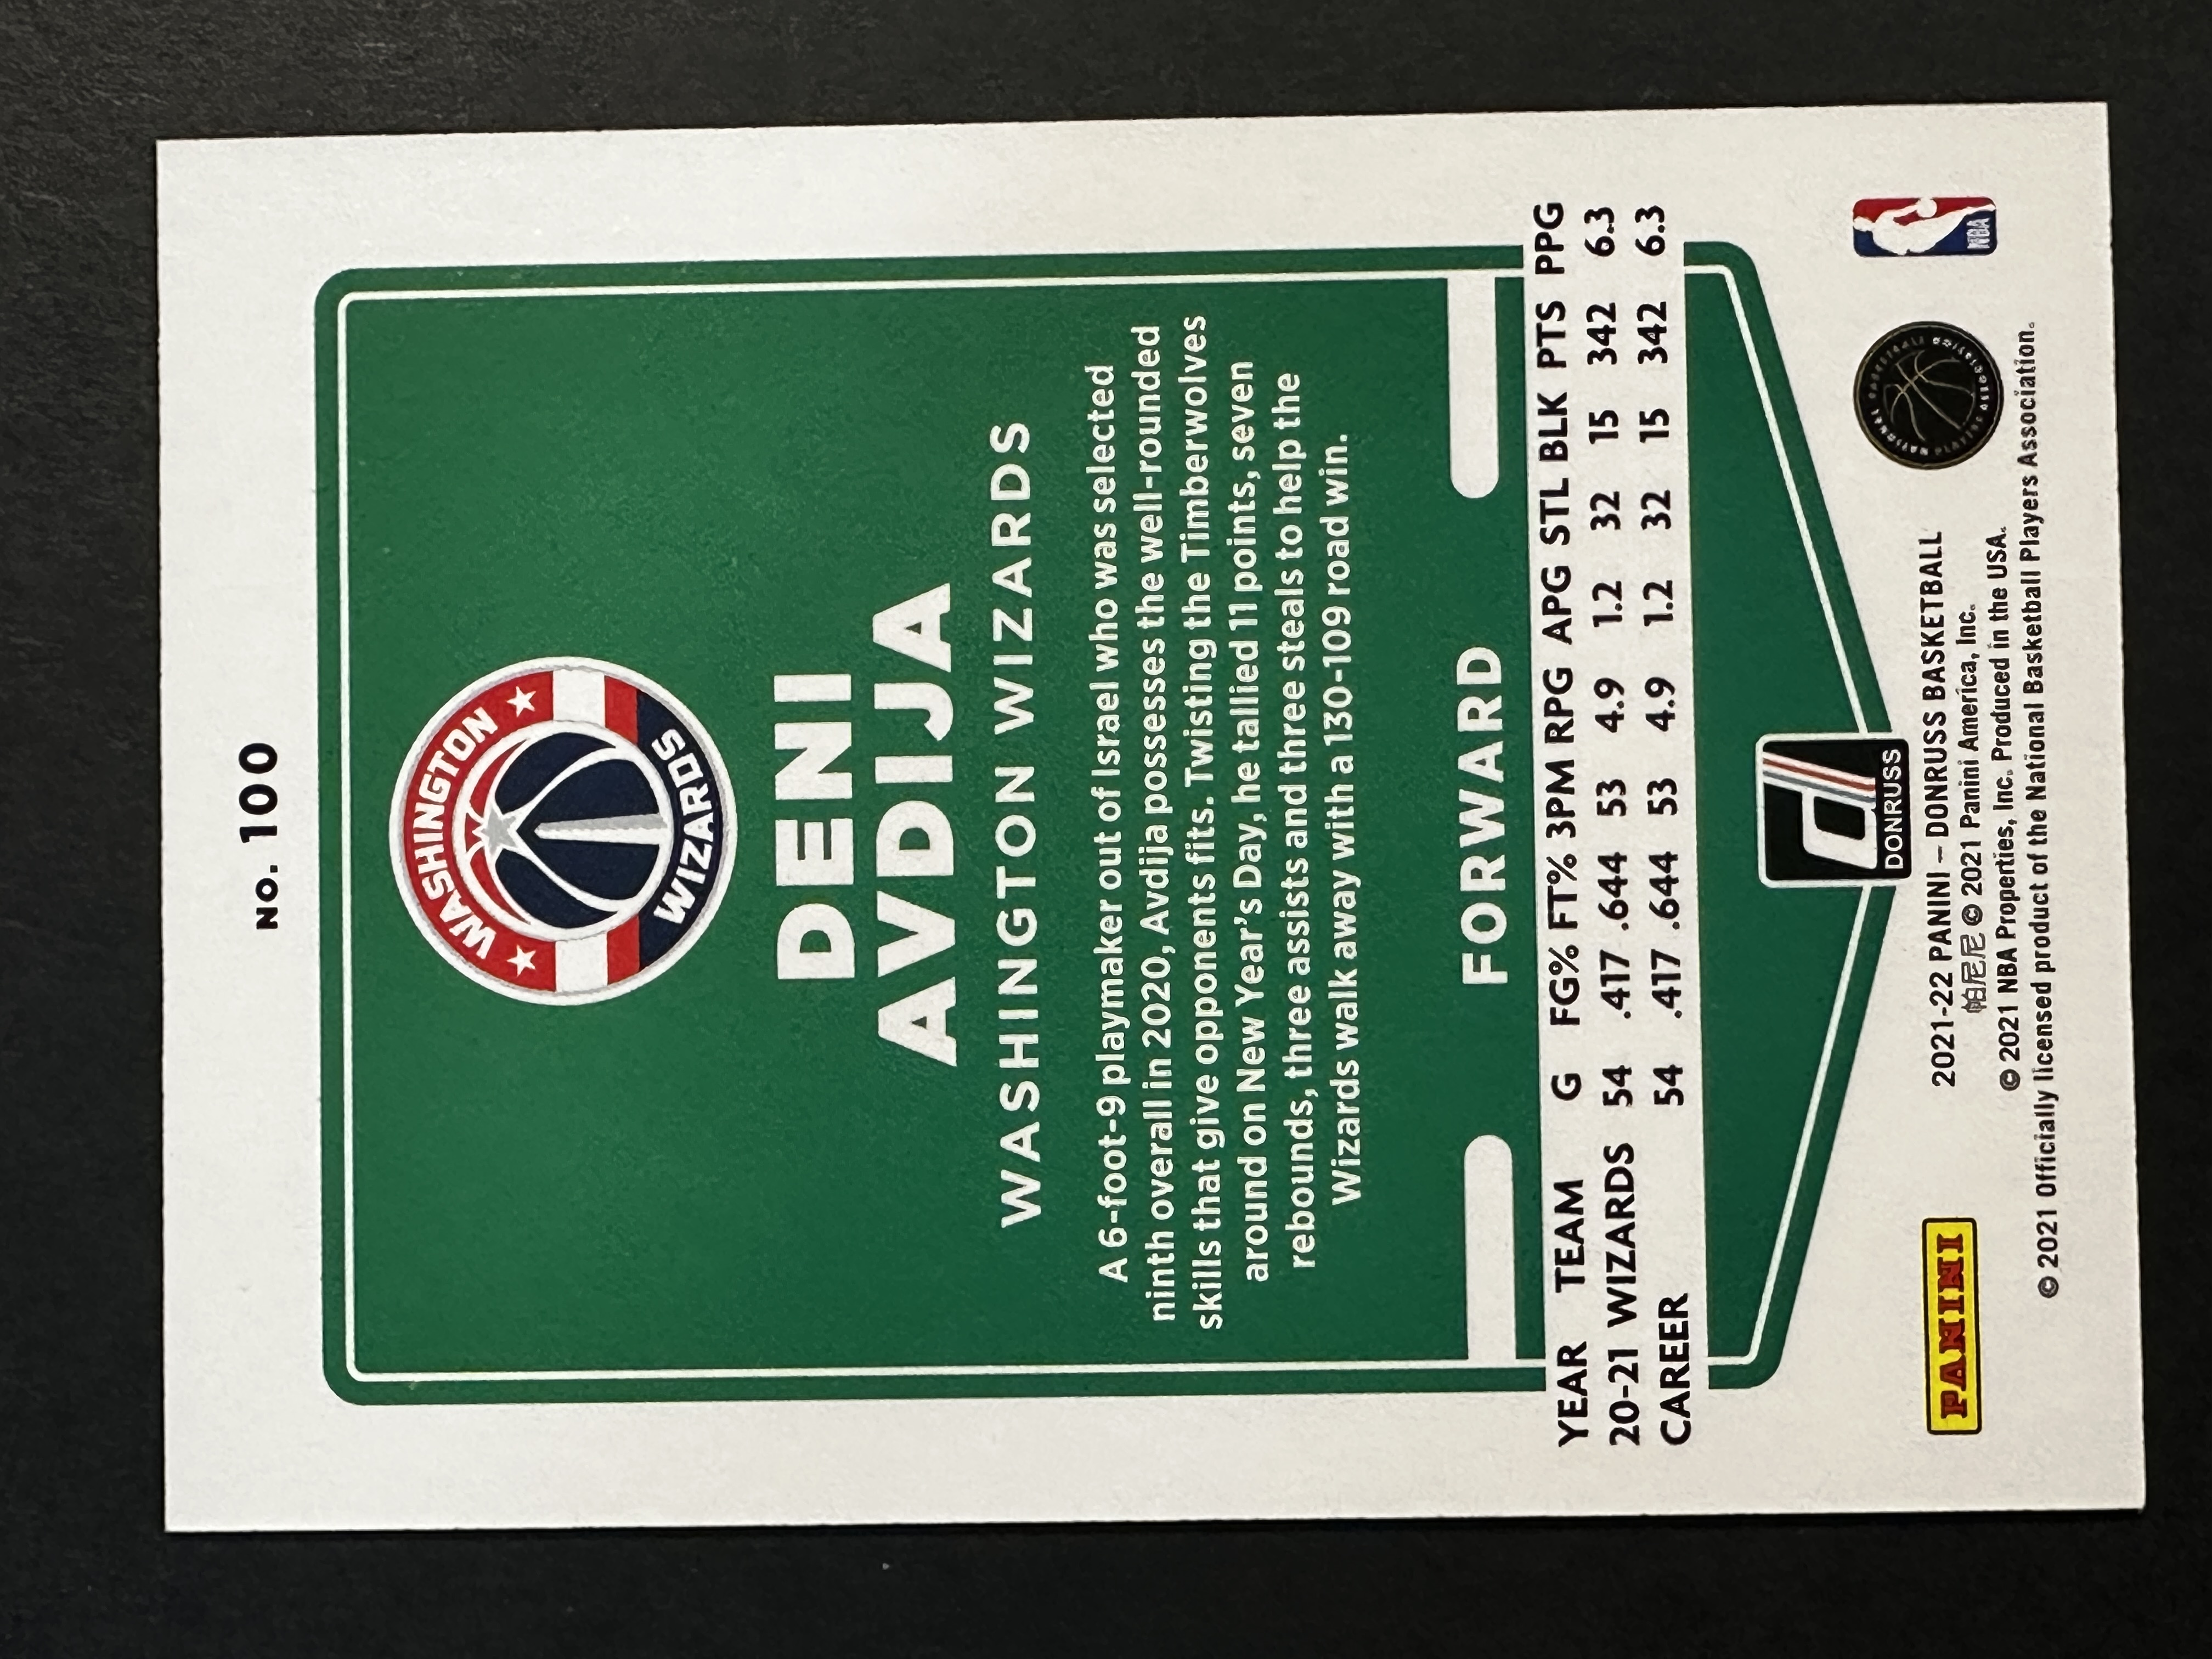 No. 100
WASHINGTON
WIZARDS
DENI
AVDIJA
WASHINGTON WIZARDS
A 6-foot-9 playmaker out of Israel who was selected
ninth overall in 2020, Avdija possesses the well-rounded
skills that give opponents fits. Twisting the Timberwolves
around on New Year's Day, he tallied 11 points, seven
rebounds, three assists and three steals to help the
Wizards walk away with a 130-109 road win.
FORWARD
YEAR TEAM G FG% FT% 3PM RPG APG STL BLK PTS PPG
20-21 WIZARDS 54 .417 .644 53 4.9 1.2 32 15 342 6.3
CAREER 54 .417 .644 53 4.9 1.2 32 15 342 6.3
DONRUSS
PANINI
2021-22 PANINI – DONRUSS BASKETBALL
帕尼尼 © 2021 Panini America, Inc.
© 2021 NBA Properties, Inc. Produced in the USA.
© 2021 Officially licensed product of the National Basketball Players Association.
NATIONAL BASKETBALL PLAYERS ASSOCIATION
NBA